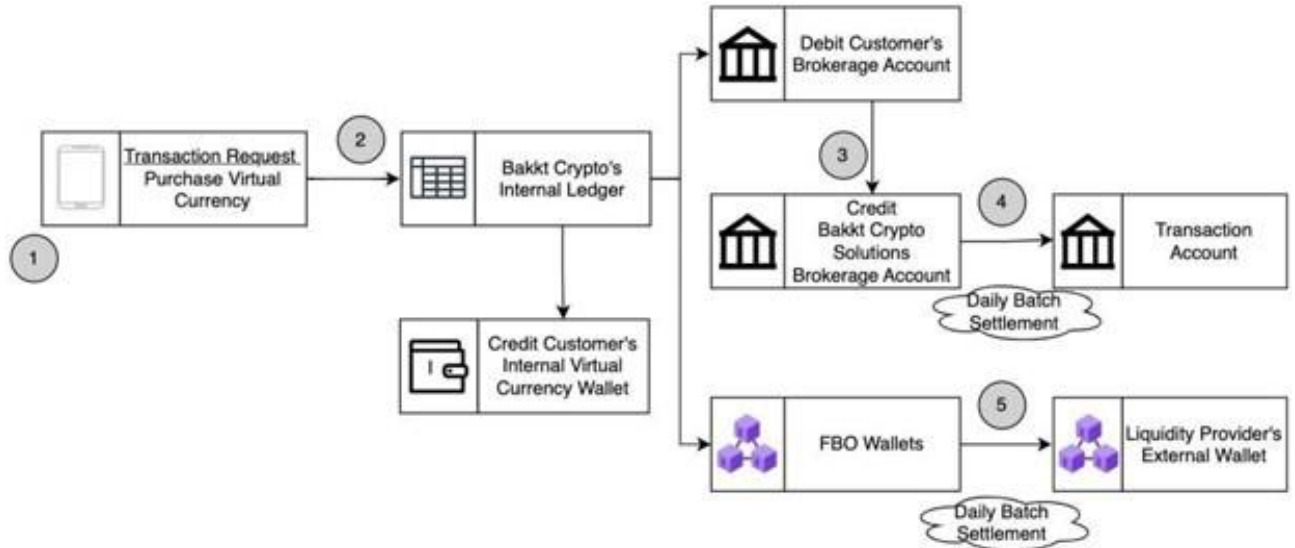 Debit Customer's
Brokerage Account
1
Transaction Request
Purchase Virtual
Currency
2
Bakkt Crypto's
Internal Ledger
3
Credit
Bakkt Crypto
Solutions
Brokerage Account
4
Transaction
Account
Daily Batch
Settlement
Credit Customer's
Internal Virtual
Currency Wallet
FBO Wallets
5
Liquidity Provider's
External Wallet
Daily Batch
Settlement